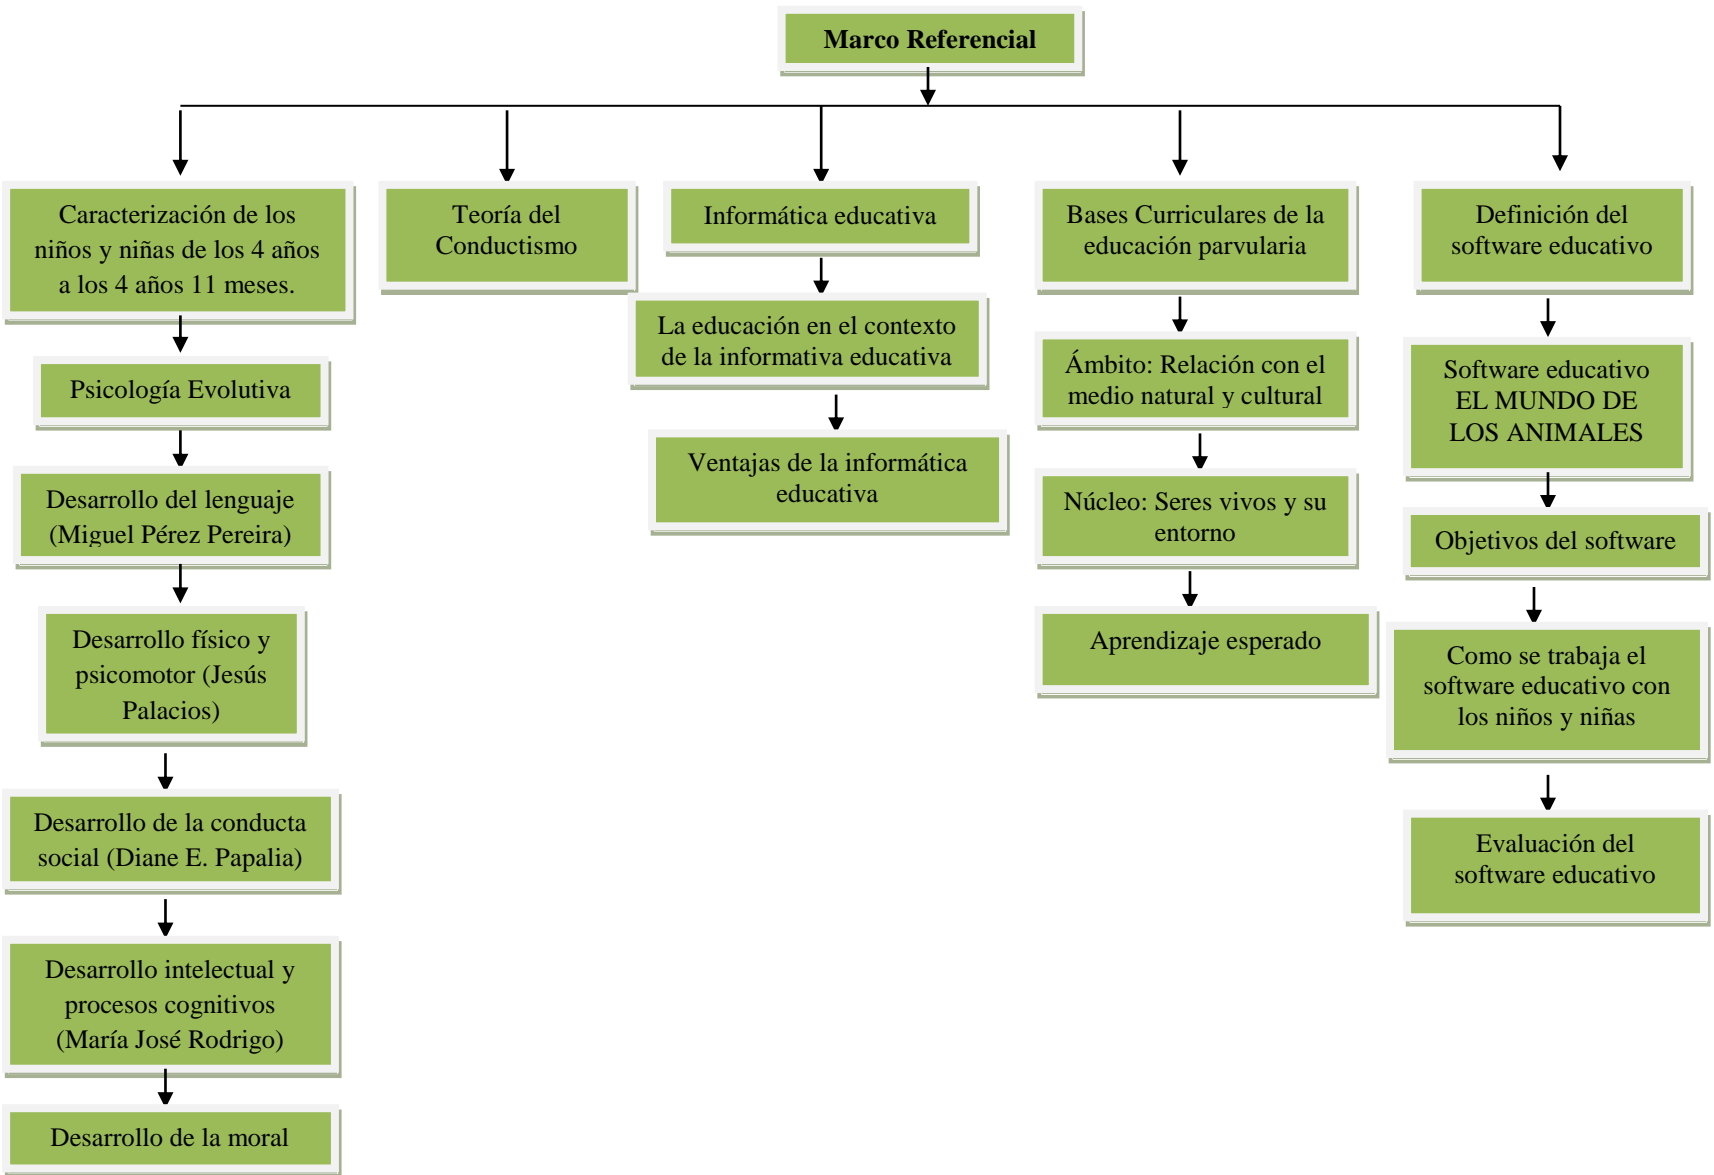 Marco Referencial
Caracterización de los
niños y niñas de los 4 años
a los 4 años 11 meses.
Psicología Evolutiva
Desarrollo del lenguaje
(Miguel Pérez Pereira)
Desarrollo físico y
psicomotor (Jesús
Palacios)
Desarrollo de la conducta
social (Diane E. Papalia)
Desarrollo intelectual y
procesos cognitivos
(María José Rodrigo)
Desarrollo de la moral
Teoría del
Conductismo
Informática educativa
La educación en el contexto
de la informativa educativa
Ventajas de la informática
educativa
Bases Curriculares de la
educación parvularia
Ámbito: Relación con el
medio natural y cultural
Núcleo: Seres vivos y su
entorno
Aprendizaje esperado
Definición del
software educativo
Software educativo
EL MUNDO DE
LOS ANIMALES
Objetivos del software
Como se trabaja el
software educativo con
los niños y niñas
Evaluación del
software educativo